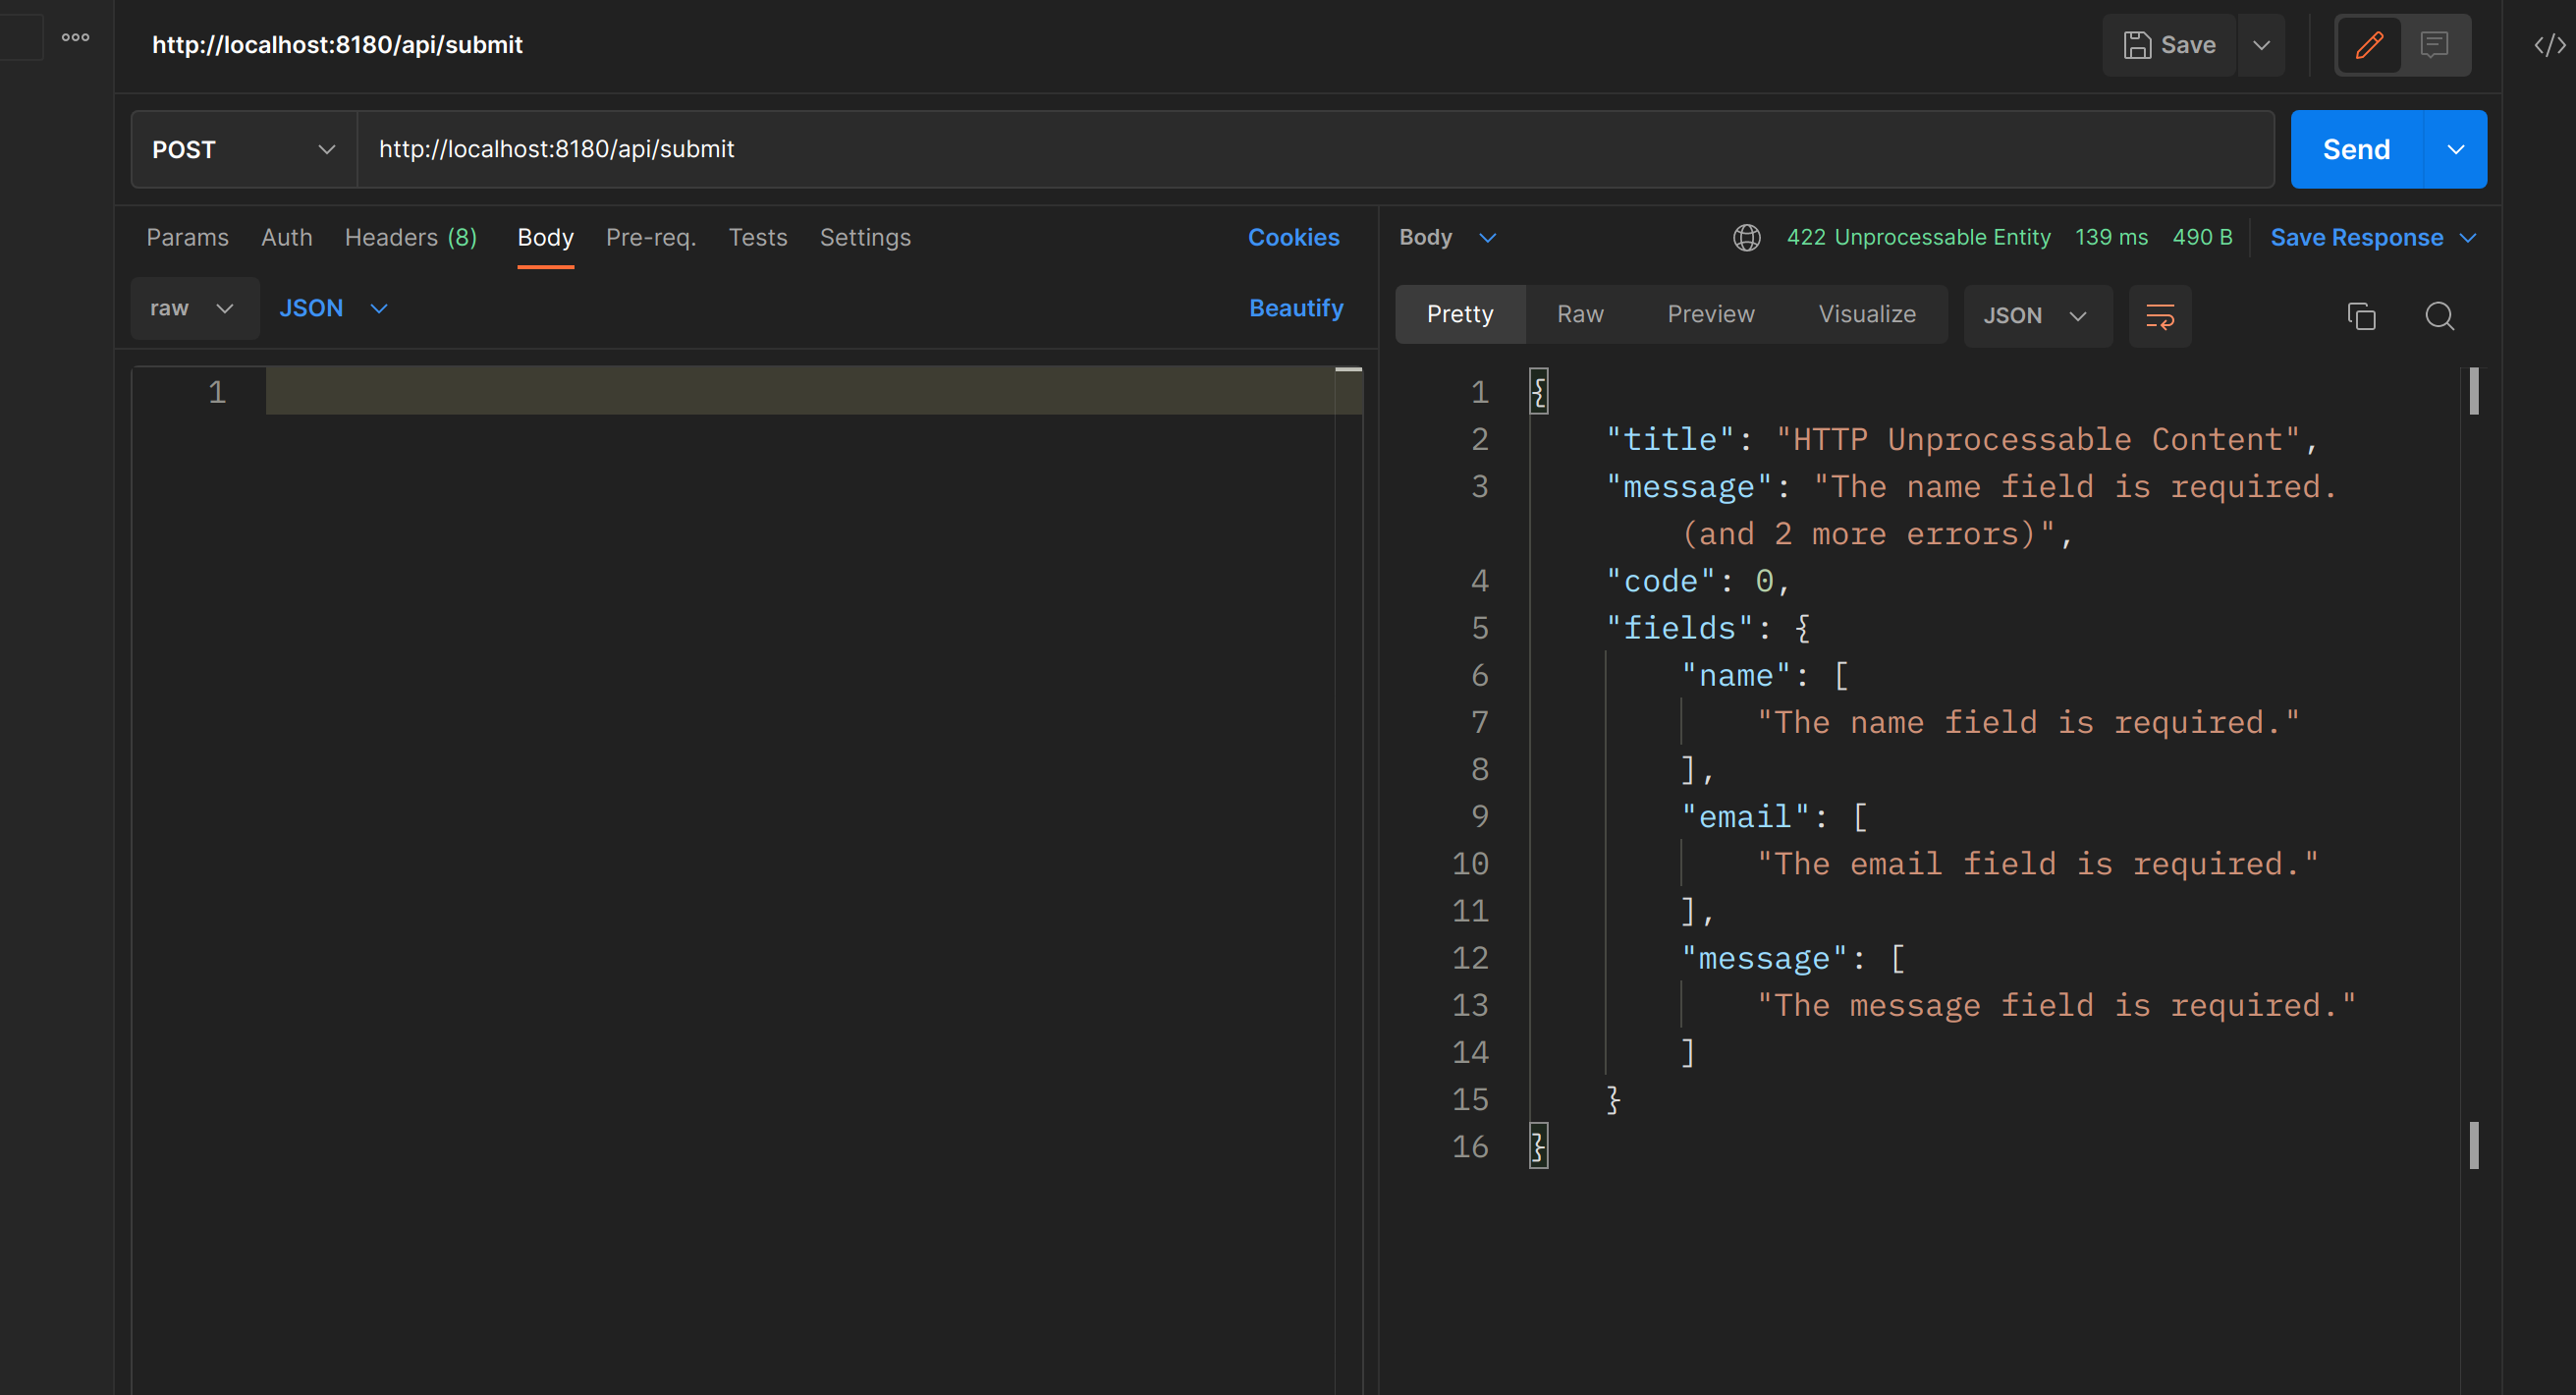 http://localhost:8180/api/submit
Save
POST
http://localhost:8180/api/submit
Send
Params Auth Headers (8) Body Pre-req. Tests Settings Cookies
raw JSON Beautify
1
Body 422 Unprocessable Entity 139 ms 490 B Save Response
Pretty Raw Preview Visualize JSON
1 {
2 "title": "HTTP Unprocessable Content",
3 "message": "The name field is required.
(and 2 more errors)",
4 "code": 0,
5 "fields": {
6 "name": [
7 "The name field is required."
8 ],
9 "email": [
10 "The email field is required."
11 ],
12 "message": [
13 "The message field is required."
14 ]
15 }
16 }